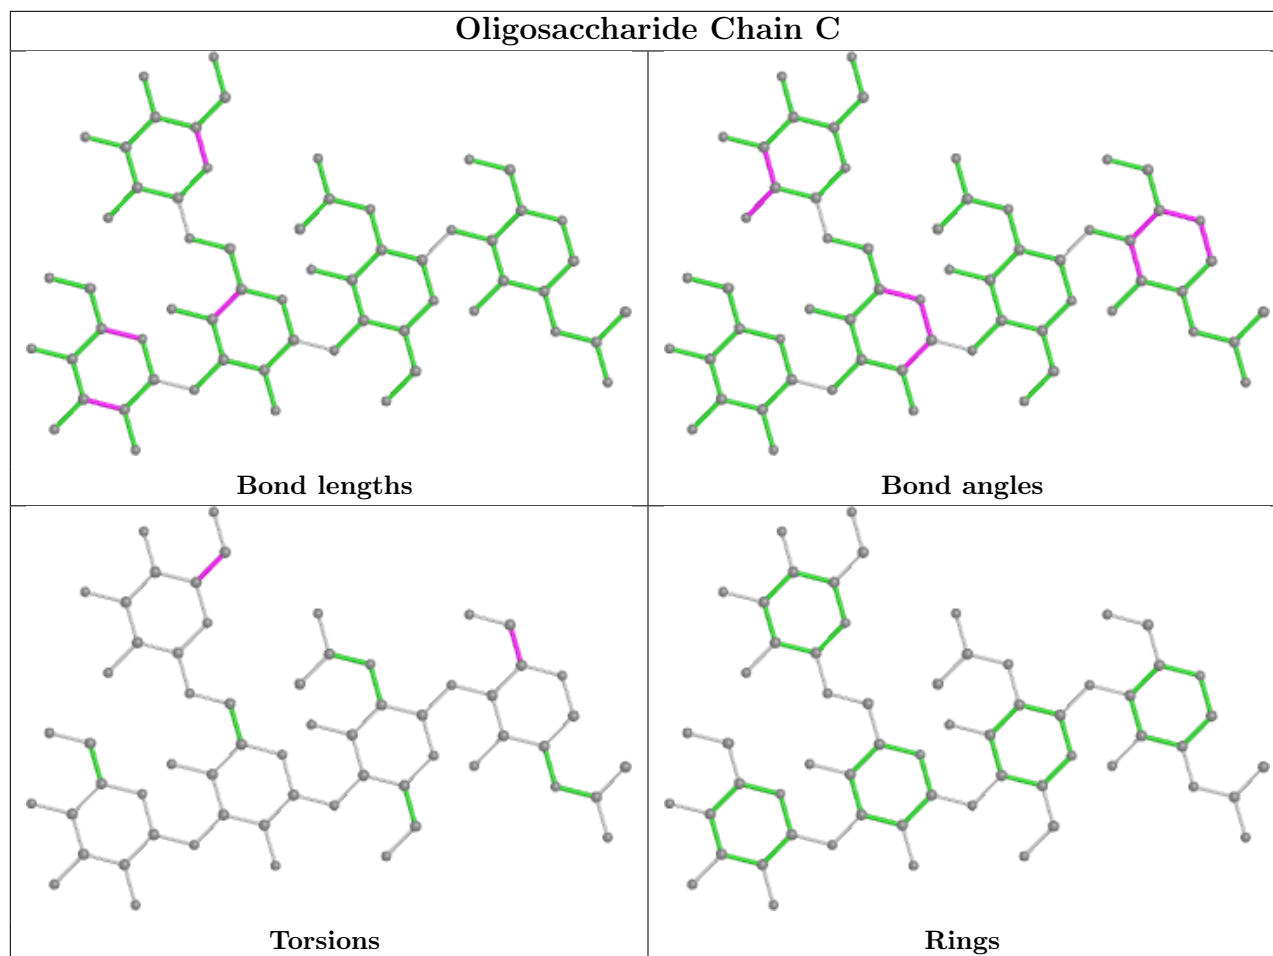 Oligosaccharide Chain C
Bond lengths
Bond angles
Torsions
Rings